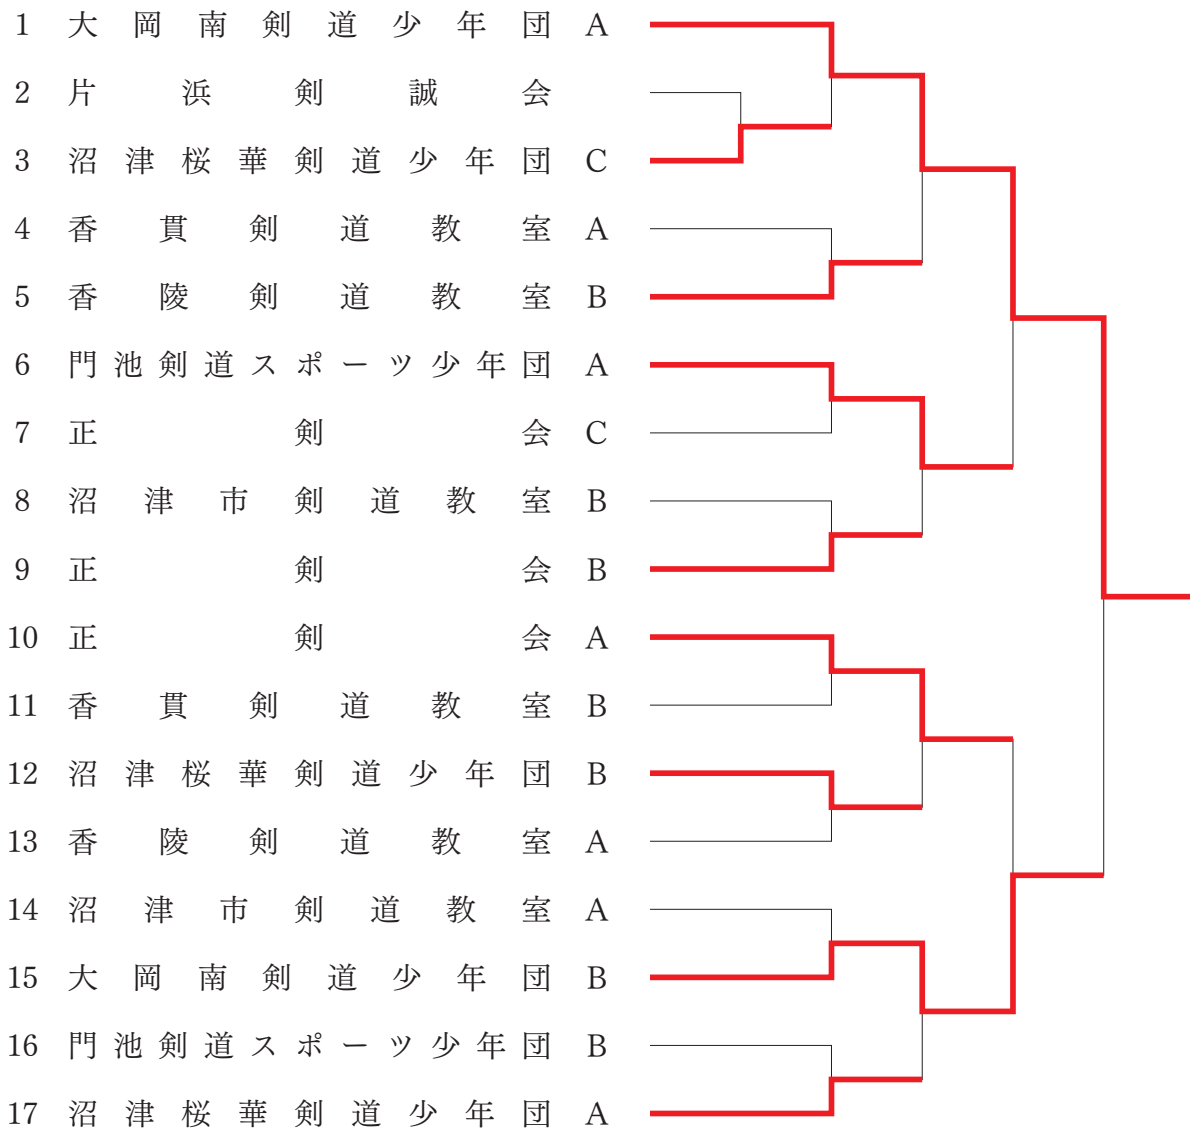 1 大岡南剣道少年団 A
2 片浜剣誠会
3 沼津桜華剣道少年団 C
4 香貫剣道教室 A
5 香陵剣道教室 B
6 門池剣道スポーツ少年団 A
7 正剣会 C
8 沼津市剣道教室 B
9 正剣会 B
10 正剣会 A
11 香貫剣道教室 B
12 沼津桜華剣道少年団 B
13 香陵剣道教室 A
14 沼津市剣道教室 A
15 大岡南剣道少年団 B
16 門池剣道スポーツ少年団 B
17 沼津桜華剣道少年団 A